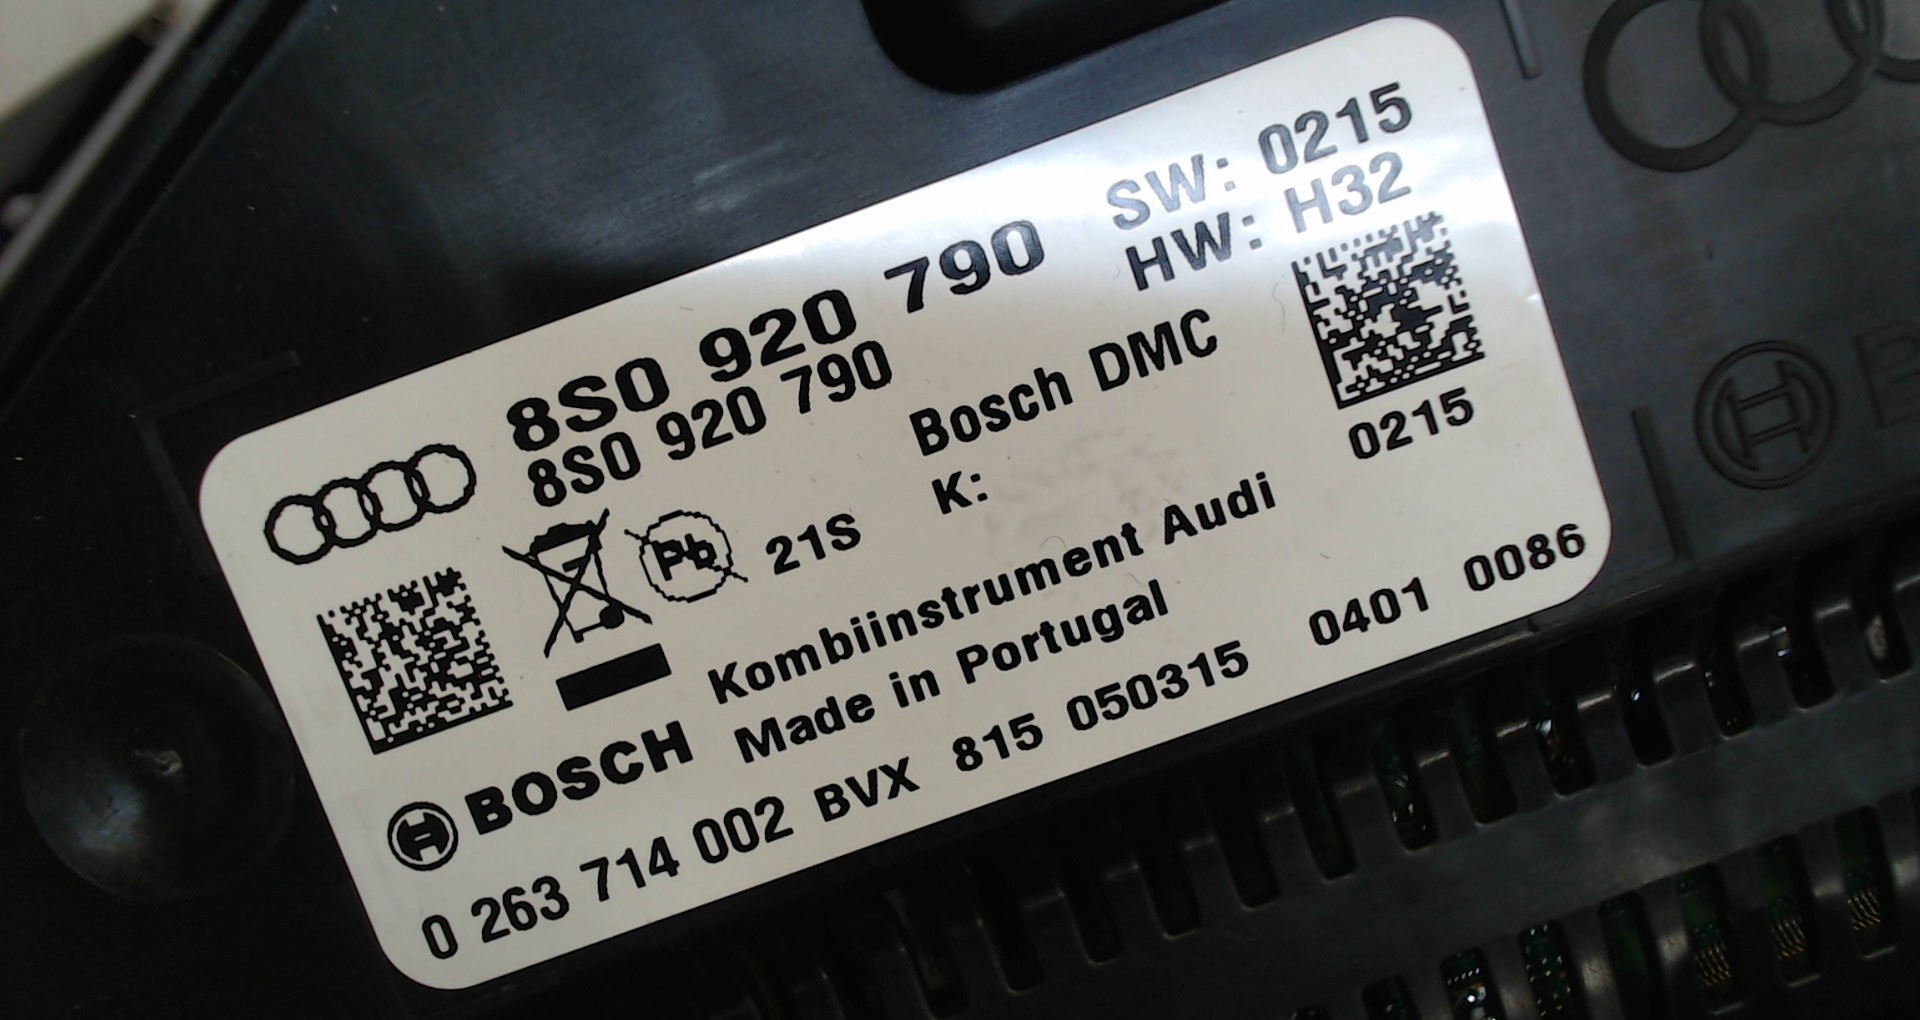 8S0 920 790
8S0 920 790
SW: 0215
HW: H32
Bosch DMC
K:
0215
Pb
21S
Kombiinstrument Audi
Made in Portugal
BOSCH
0 263 714 002 BVX 815 050315 0401 0086